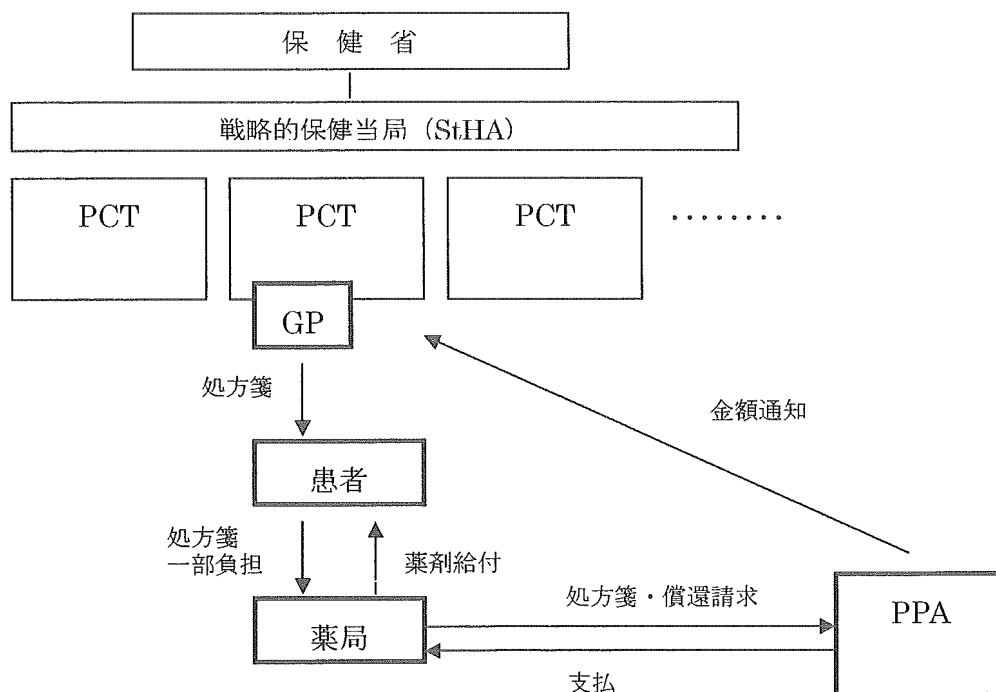 保 健 省
戦略的保健当局(StHA)
PCT
PCT
PCT
・・・・・・・・
GP
処方箋
金額通知
患者
処方箋
一部負担
薬剤給付
処方箋・償還請求
PPA
薬局
支払